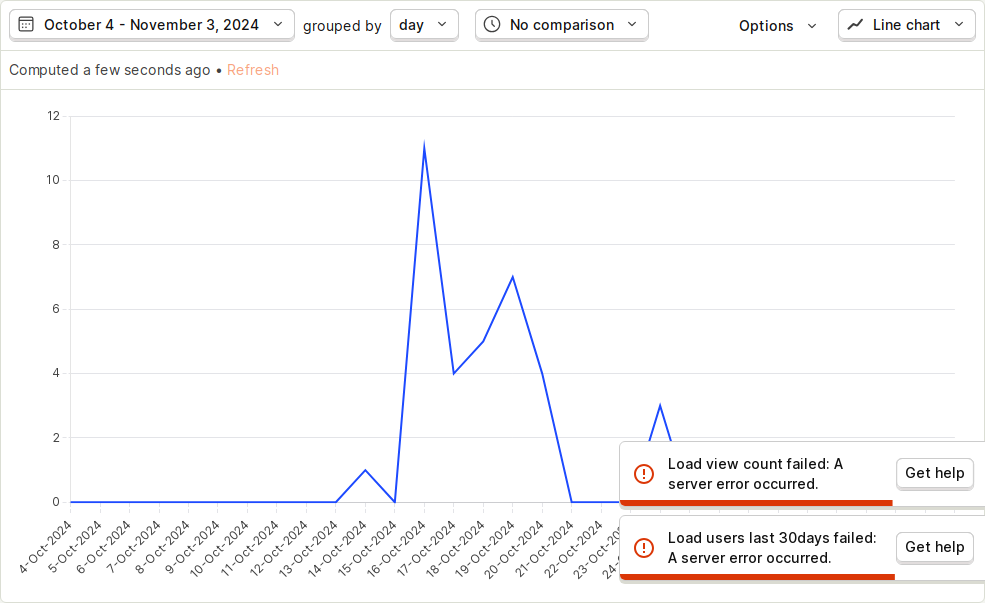 October 4 - November 3, 2024 grouped by day No comparison Options Line chart
Computed a few seconds ago • Refresh
12
10
8
6
4
2
0
4-Oct-2024
5-Oct-2024
6-Oct-2024
7-Oct-2024
8-Oct-2024
9-Oct-2024
10-Oct-2024
11-Oct-2024
12-Oct-2024
13-Oct-2024
14-Oct-2024
15-Oct-2024
16-Oct-2024
17-Oct-2024
18-Oct-2024
19-Oct-2024
20-Oct-2024
21-Oct-2024
22-Oct-2024
23-Oct-20
24-
Load view count failed: A
server error occurred.
Get help
Load users last 30days failed:
A server error occurred.
Get help